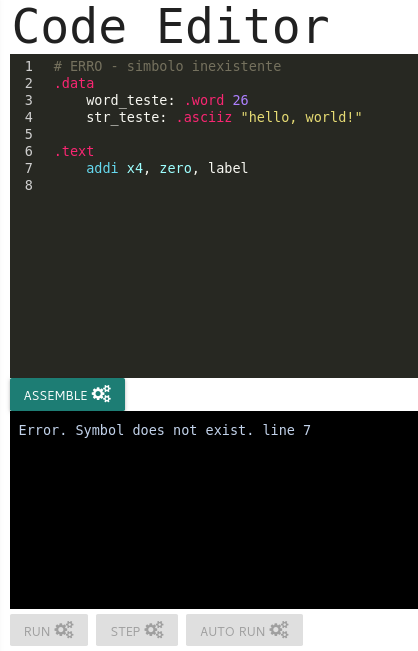 Code Editor
1 # ERRO - simbolo inexistente
2 .data
3 word_teste: .word 26
4 str_teste: .asciiz "hello, world!"
5
6 .text
7 addi x4, zero, label
8
ASSEMBLE
Error. Symbol does not exist. line 7
RUN STEP AUTO RUN